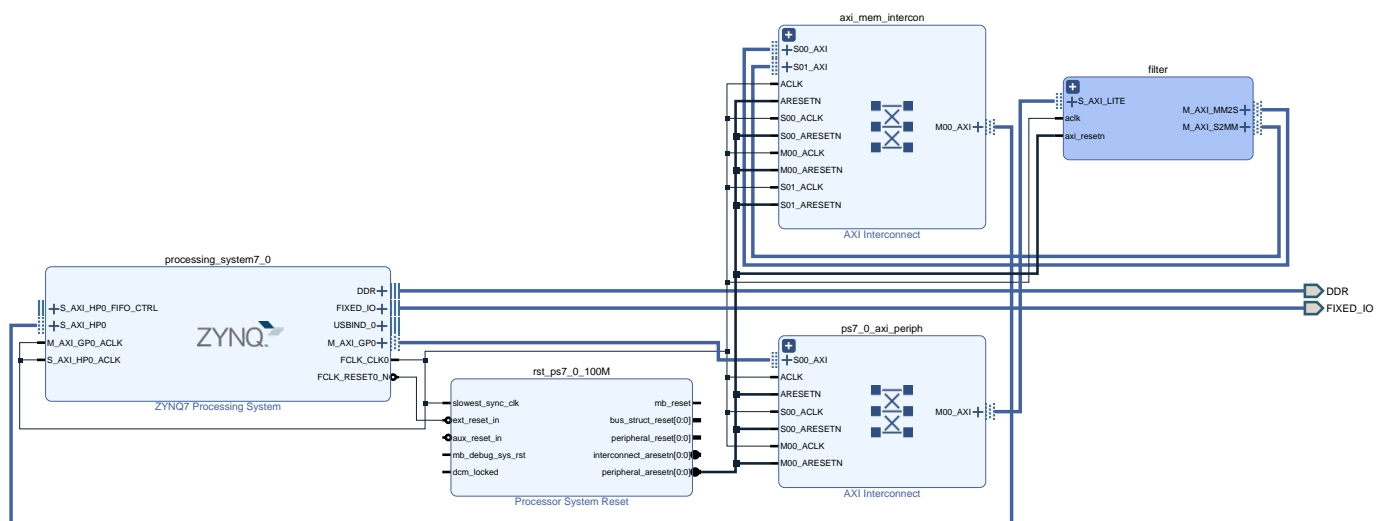 axi_mem_intercon
S00_AXI
S01_AXI
ACLK
ARESETN
S00_ACLK
S00_ARESETN
M00_ACLK
M00_ARESETN
S01_ACLK
S01_ARESETN
M00_AXI
AXI Interconnect
filter
S_AXI_LITE
aclk
axi_resetn
M_AXI_MM2S
M_AXI_S2MM
processing_system7_0
S_AXI_HP0_FIFO_CTRL
S_AXI_HP0
M_AXI_GP0_ACLK
S_AXI_HP0_ACLK
ZYNQ
DDR
FIXED_IO
USBIND_0
M_AXI_GP0
FCLK_CLK0
FCLK_RESET0_N
ZYNQ7 Processing System
DDR
FIXED_IO
rst_ps7_0_100M
slowest_sync_clk
ext_reset_in
aux_reset_in
mb_debug_sys_rst
dcm_locked
mb_reset
bus_struct_reset[0:0]
peripheral_reset[0:0]
interconnect_aresetn[0:0]
peripheral_aresetn[0:0]
Processor System Reset
ps7_0_axi_periph
S00_AXI
ACLK
ARESETN
S00_ACLK
S00_ARESETN
M00_ACLK
M00_ARESETN
M00_AXI
AXI Interconnect